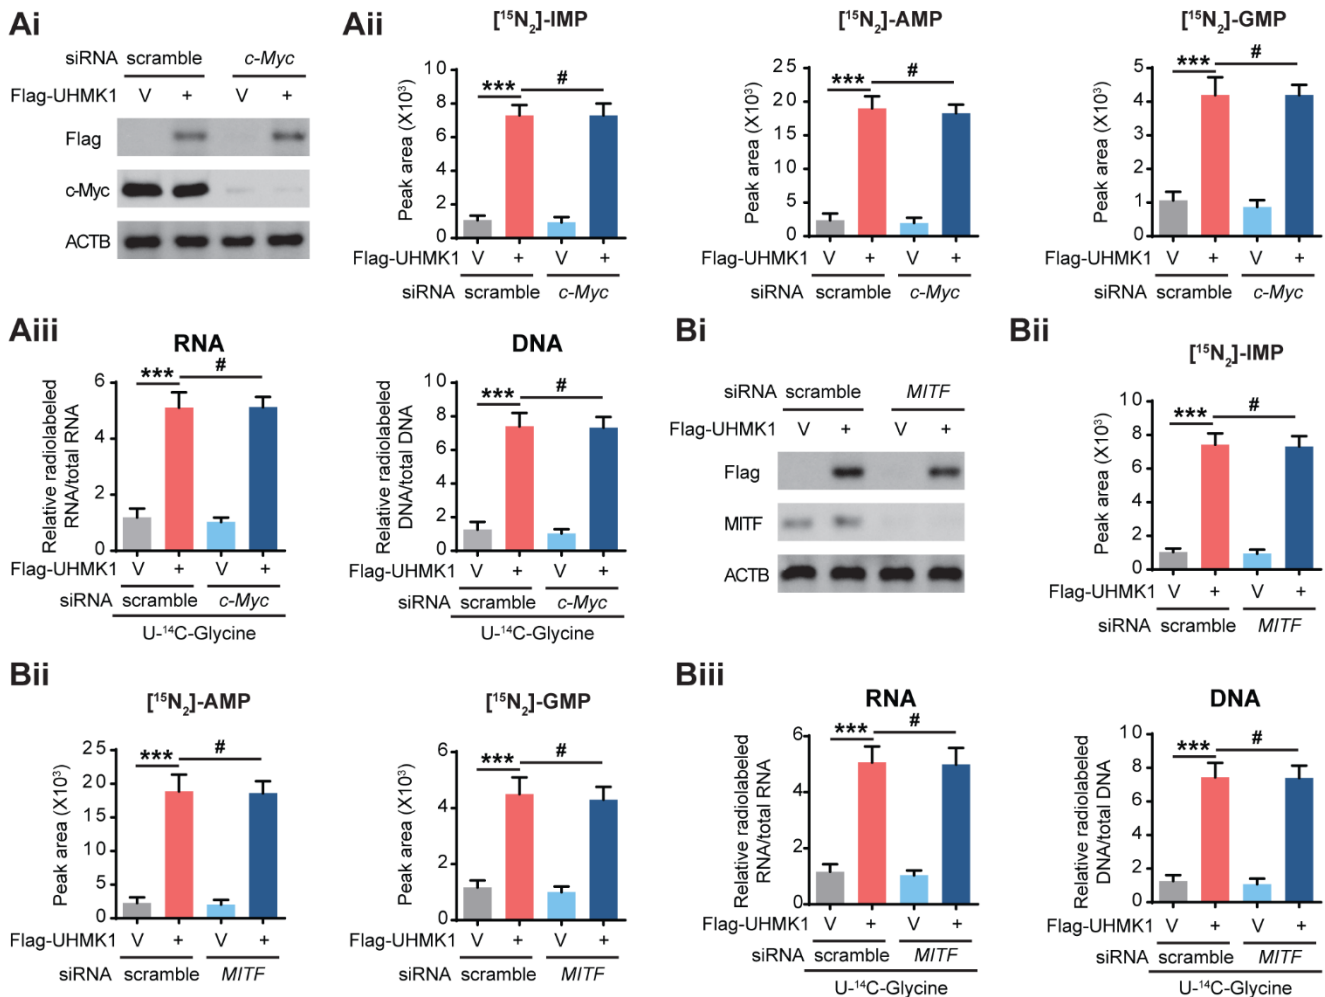 Ai
siRNA scramble c-Myc
Flag-UHMK1 V + V +
Flag
c-Myc
ACTB
Aii
[¹⁵N₂]-IMP
Peak area (X10³)
10
8
6
4
2
0
*** #
Flag-UHMK1 V + V +
siRNA scramble c-Myc
[¹⁵N₂]-AMP
Peak area (X10³)
25
20
15
10
5
0
*** #
Flag-UHMK1 V + V +
siRNA scramble c-Myc
[¹⁵N₂]-GMP
Peak area (X10³)
5
4
3
2
1
0
*** #
Flag-UHMK1 V + V +
siRNA scramble c-Myc
Aiii
RNA
Relative radiolabeled
RNA/total RNA
6
4
2
0
*** #
Flag-UHMK1 V + V +
siRNA scramble c-Myc
U-¹⁴C-Glycine
DNA
Relative radiolabeled
DNA/total DNA
10
8
6
4
2
0
*** #
Flag-UHMK1 V + V +
siRNA scramble c-Myc
U-¹⁴C-Glycine
Bi
siRNA scramble MITF
Flag-UHMK1 V + V +
Flag
MITF
ACTB
Bii
[¹⁵N₂]-IMP
Peak area (X10³)
10
8
6
4
2
0
*** #
Flag-UHMK1 V + V +
siRNA scramble MITF
Bii
[¹⁵N₂]-AMP
Peak area (X10³)
25
20
15
10
5
0
*** #
Flag-UHMK1 V + V +
siRNA scramble MITF
[¹⁵N₂]-GMP
Peak area (X10³)
6
4
2
0
*** #
Flag-UHMK1 V + V +
siRNA scramble MITF
Biii
RNA
Relative radiolabeled
RNA/total RNA
6
4
2
0
*** #
Flag-UHMK1 V + V +
siRNA scramble MITF
U-¹⁴C-Glycine
DNA
Relative radiolabeled
DNA/total DNA
10
8
6
4
2
0
*** #
Flag-UHMK1 V + V +
siRNA scramble MITF
U-¹⁴C-Glycine